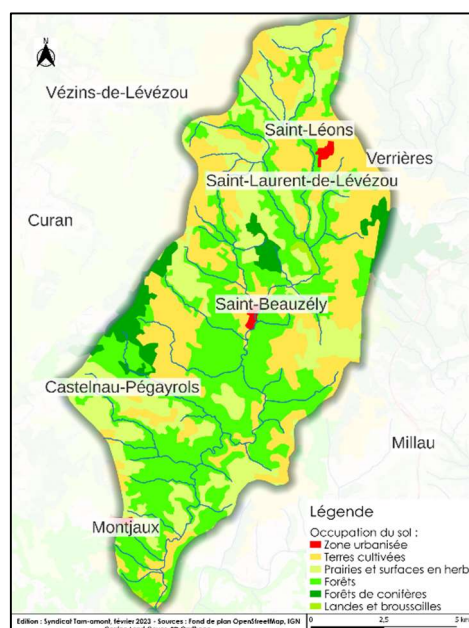 N
Vézins-de-Lévézou
Saint-Léons
Verrières
Saint-Laurent-de-Lévézou
Curan
Saint-Beauzély
Castelnau-Pégayrols
Millau
Montjaux
Légende
Occupation du sol :
Zone urbanisée
Terres cultivées
Prairies et surfaces en herb
Forêts
Forêts de conifères
Landes et broussailles
Edition : Syndicat Tarn-amont, février 2023 - Sources : Fond de plan OpenStreetMap, IGN
0 2,5 5 k